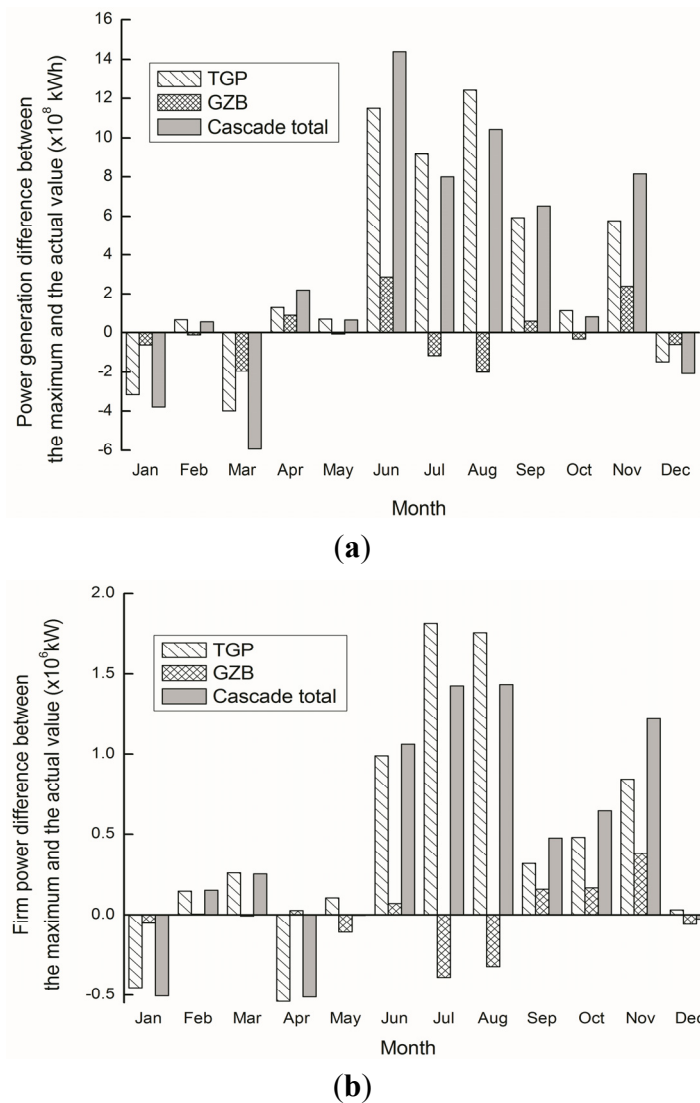 16
14
12
10
8
6
4
2
0
-2
-4
-6
Power generation difference between
the maximum and the actual value (x10⁸ kWh)
TGP
GZB
Cascade total
Jan Feb Mar Apr May Jun Jul Aug Sep Oct Nov Dec
Month
(a)
2.0
1.5
1.0
0.5
0.0
-0.5
Firm power difference between
the maximum and the actual value (x10⁶kW)
TGP
GZB
Cascade total
Jan Feb Mar Apr May Jun Jul Aug Sep Oct Nov Dec
Month
(b)